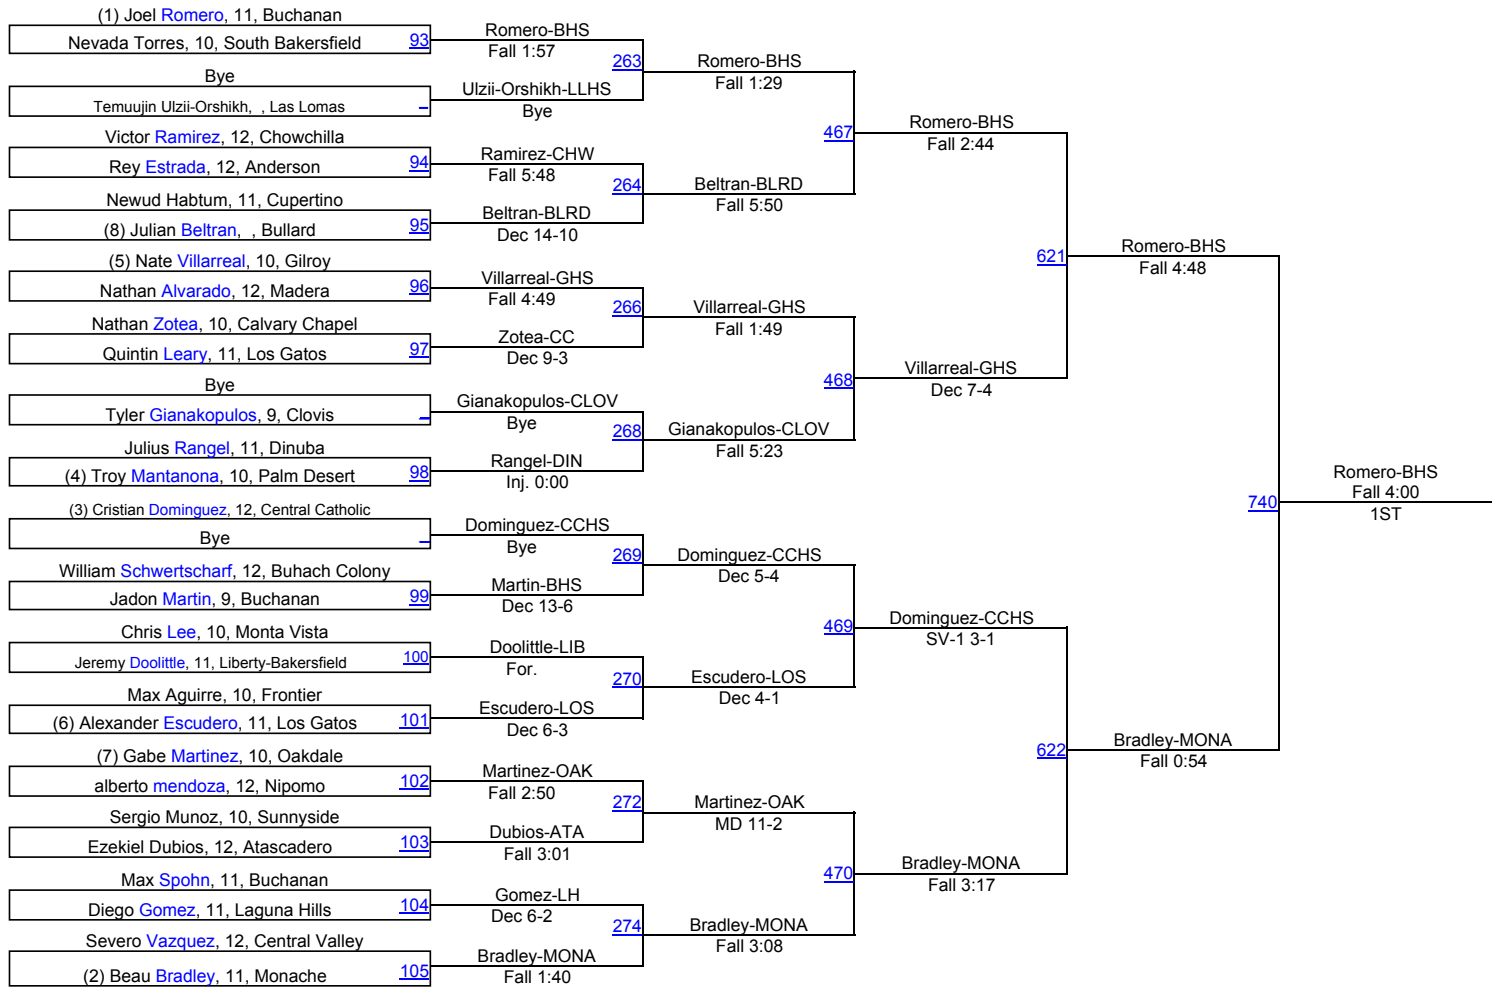 (1) Joel Romero, 11, Buchanan
Nevada Torres, 10, South Bakersfield 93
Bye
Temuujin Ulzii-Orshikh, , Las Lomas –
Victor Ramirez, 12, Chowchilla
Rey Estrada, 12, Anderson 94
Newud Habtum, 11, Cupertino
(8) Julian Beltran, , Bullard 95
(5) Nate Villarreal, 10, Gilroy
Nathan Alvarado, 12, Madera 96
Nathan Zotea, 10, Calvary Chapel
Quintin Leary, 11, Los Gatos 97
Bye
Tyler Gianakopulos, 9, Clovis –
Julius Rangel, 11, Dinuba
(4) Troy Mantanona, 10, Palm Desert 98
(3) Cristian Dominguez, 12, Central Catholic
Bye –
William Schwertscharf, 12, Buhach Colony
Jadon Martin, 9, Buchanan 99
Chris Lee, 10, Monta Vista
Jeremy Doolittle, 11, Liberty-Bakersfield 100
Max Aguirre, 10, Frontier
(6) Alexander Escudero, 11, Los Gatos 101
(7) Gabe Martinez, 10, Oakdale
alberto mendoza, 12, Nipomo 102
Sergio Munoz, 10, Sunnyside
Ezekiel Dubios, 12, Atascadero 103
Max Spohn, 11, Buchanan
Diego Gomez, 11, Laguna Hills 104
Severo Vazquez, 12, Central Valley
(2) Beau Bradley, 11, Monache 105
Romero-BHS
Fall 1:57
263
Ulzii-Orshikh-LLHS
Bye
Ramirez-CHW
Fall 5:48
264
Beltran-BLRD
Dec 14-10
Villarreal-GHS
Fall 4:49
266
Zotea-CC
Dec 9-3
Gianakopulos-CLOV
Bye
268
Rangel-DIN
Inj. 0:00
Dominguez-CCHS
Bye
269
Martin-BHS
Dec 13-6
Doolittle-LIB
For.
270
Escudero-LOS
Dec 6-3
Martinez-OAK
Fall 2:50
272
Dubios-ATA
Fall 3:01
Gomez-LH
Dec 6-2
274
Bradley-MONA
Fall 1:40
Romero-BHS
Fall 1:29
467
Beltran-BLRD
Fall 5:50
Villarreal-GHS
Fall 1:49
468
Gianakopulos-CLOV
Fall 5:23
Dominguez-CCHS
Dec 5-4
469
Escudero-LOS
Dec 4-1
Martinez-OAK
MD 11-2
470
Bradley-MONA
Fall 3:08
Romero-BHS
Fall 2:44
621
Villarreal-GHS
Dec 7-4
Dominguez-CCHS
SV-1 3-1
622
Bradley-MONA
Fall 3:17
Romero-BHS
Fall 4:48
740
Bradley-MONA
Fall 0:54
Romero-BHS
Fall 4:00
1ST